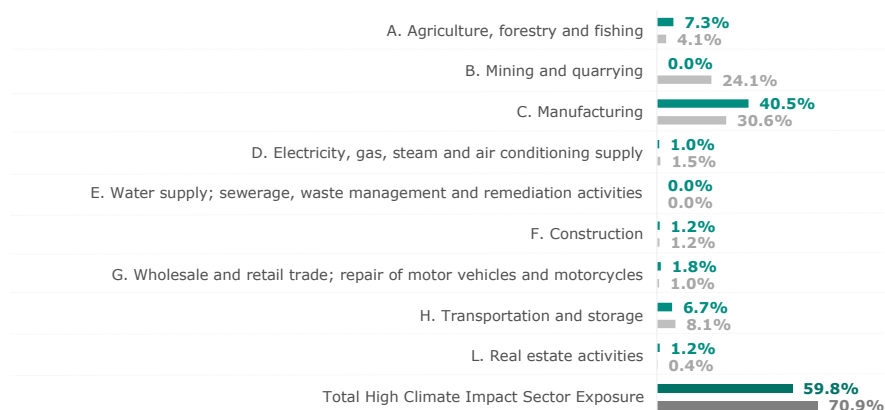 A. Agriculture, forestry and fishing 7.3%
4.1%
B. Mining and quarrying 0.0%
24.1%
C. Manufacturing 40.5%
30.6%
D. Electricity, gas, steam and air conditioning supply 1.0%
1.5%
E. Water supply; sewerage, waste management and remediation activities 0.0%
0.0%
F. Construction 1.2%
1.2%
G. Wholesale and retail trade; repair of motor vehicles and motorcycles 1.8%
1.0%
H. Transportation and storage 6.7%
8.1%
L. Real estate activities 1.2%
0.4%
Total High Climate Impact Sector Exposure 59.8%
70.9%